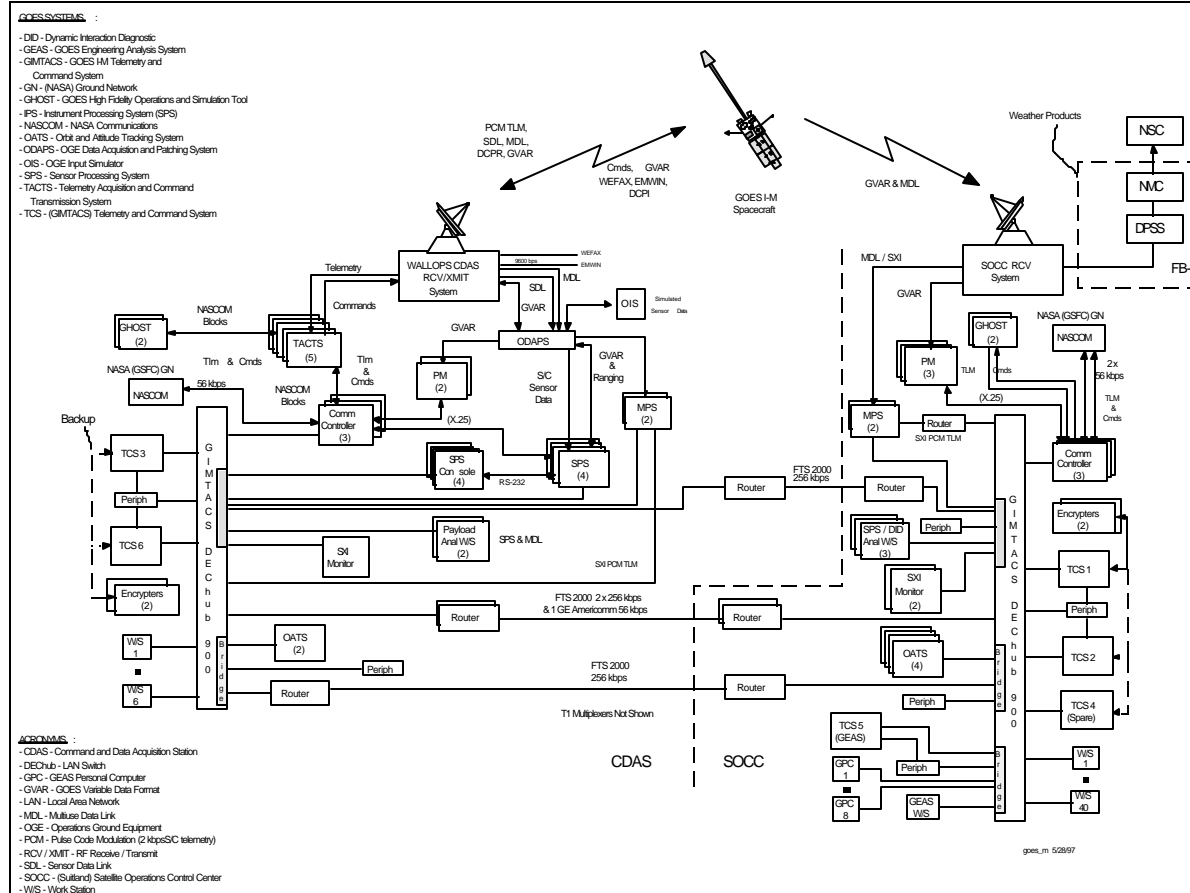 GOES SYSTEMS :
- DID - Dynamic Interaction Diagnostic
- GEAS - GOES Engineering Analysis System
- GIMTACS - GOES I-M Telemetry and
Command System
- GN - (NASA) Ground Network
- GHOST - GOES High Fidelity Operations and Simulation Tool
- IPS - Instrument Processing System (SPS)
- NASCOM - NASA Communications
- OATS - Orbit and Attitude Tracking System
- ODAPS - OGE Data Acquistion and Patching System
- OIS - OGE Input Simulator
- SPS - Sensor Processing System
- TACTS - Telemetry Acquisition and Command
Transmission System
- TCS - (GIMTACS) Telemetry and Command System
PCM TLM,
SDL, MDL,
DCPR, GVAR
Cmds, GVAR
WEFAX, EMWIN,
DCPI
GOES I-M
Spacecraft
GVAR & MDL
Weather Products
NSC
NMC
DPSS
FB-
WALLOPS CDAS
RCV/XMIT
System
9600 bps
WEFAX
EMWIN
MDL
SDL
GVAR
Telemetry
Commands
OIS
Simulated
Sensor Data
SOCC RCV
System
MDL / SXI
GVAR
GHOST
(2)
NASCOM
Blocks
TACTS
(5)
Tlm & Cmds
Tlm
&
Cmds
GVAR
ODAPS
PM
(2)
S/C
Sensor
Data
GVAR
&
Ranging
MPS
(2)
NASA (GSFC) GN
NASCOM
56 kbps
NASCOM
Blocks
Comm
Controller
(3)
(X.25)
SPS
Con sole
(4)
RS-232
SPS
(4)
Backup
TCS 3
Periph
TCS 6
Encrypters
(2)
W/S
1
W/S
6
GIMTACS DEChub 900
Bridge
Payload
Anal W/S
(2)
SPS & MDL
SXI
Monitor
SXI PCM TLM
OATS
(2)
Periph
Router
Router
FTS 2000 2 x 256 kbps
& 1 GE Americomm 56 kbps
FTS 2000
256 kbps
T1 Multiplexers Not Shown
Router
FTS 2000
256 kbps
Router
Router
Router
CDAS
SOCC
GHOST
(2)
NASA (GSFC) GN
NASCOM
PM
(3)
TLM
Cmds
2 x
56 kbps
TLM
&
Cmds
(X.25)
MPS
(2)
Router
SXI PCM TLM
Comm
Controller
(3)
Periph
SPS / DID
Anal W/S
(3)
SXI
Monitor
(2)
OATS
(4)
Periph
TCS 5
(GEAS)
Periph
GPC
1
GPC
8
GEAS
W/S
GIMTACS DEChub 900
Bridge
Bridge
Encrypters
(2)
TCS 1
Periph
TCS 2
TCS 4
(Spare)
W/S
1
W/S
40
goes_m 5/28/97
ACRONYMS :
- CDAS - Command and Data Acquisition Station
- DEChub - LAN Switch
- GPC - GEAS Personal Computer
- GVAR - GOES Variable Data Format
- LAN - Local Area Network
- MDL - Multiuse Data Link
- OGE - Operations Ground Equipment
- PCM - Pulse Code Modulation (2 kbpsS/C telemetry)
- RCV / XMIT - RF Receive / Transmit
- SDL - Sensor Data Link
- SOCC - (Suitland) Satellite Operations Control Center
- W/S - Work Station